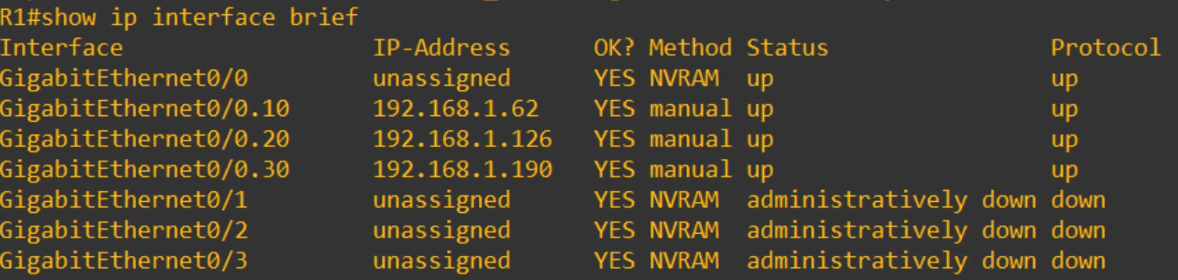 R1#show ip interface brief
Interface IP-Address OK? Method Status Protocol
GigabitEthernet0/0 unassigned YES NVRAM up up
GigabitEthernet0/0.10 192.168.1.62 YES manual up up
GigabitEthernet0/0.20 192.168.1.126 YES manual up up
GigabitEthernet0/0.30 192.168.1.190 YES manual up up
GigabitEthernet0/1 unassigned YES NVRAM administratively down down
GigabitEthernet0/2 unassigned YES NVRAM administratively down down
GigabitEthernet0/3 unassigned YES NVRAM administratively down down